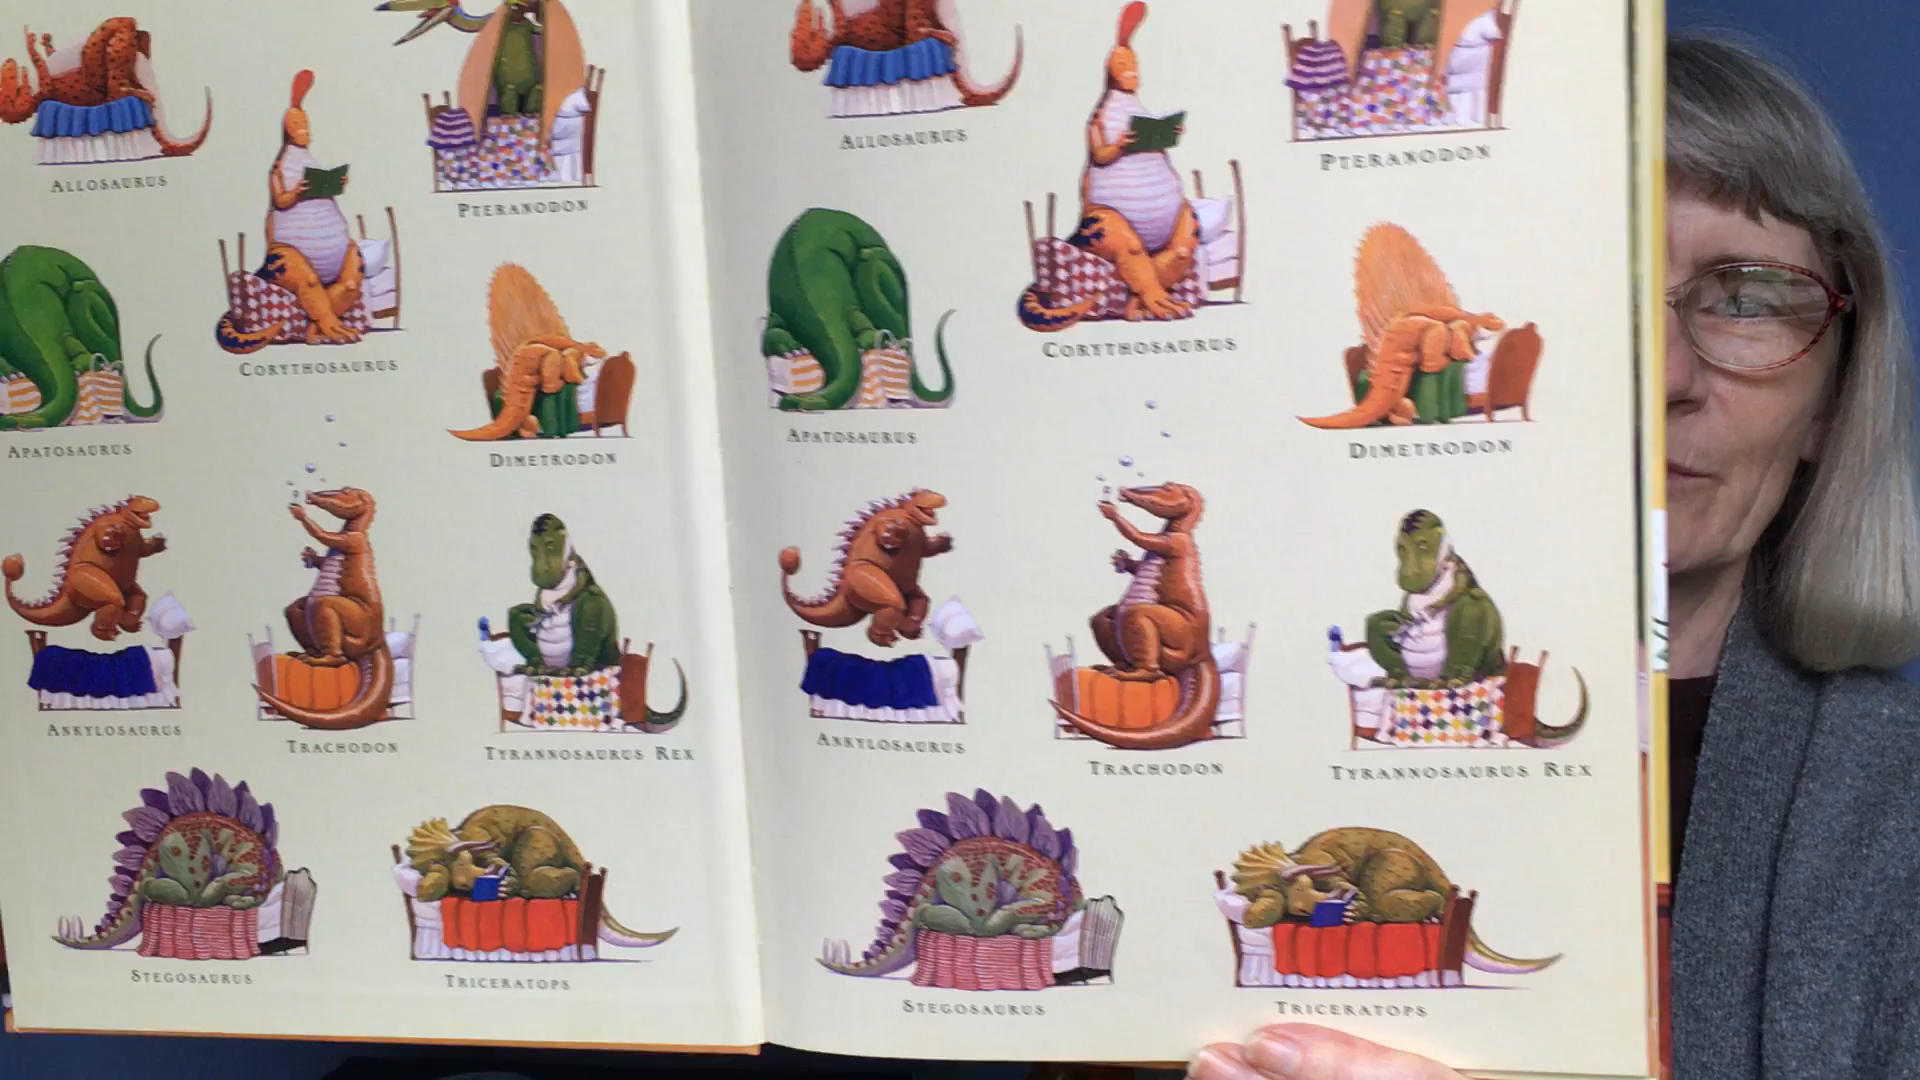 ALLOSAURUS
PTERANODON
CORYTHOSAURUS
APATOSAURUS
DIMETRODON
ANKYLOSAURUS
TRACHODON
TYRANNOSAURUS REX
STEGOSAURUS
TRICERATOPS
ALLOSAURUS
PTERANODON
CORYTHOSAURUS
APATOSAURUS
DIMETRODON
ANKYLOSAURUS
TRACHODON
TYRANNOSAURUS REX
STEGOSAURUS
TRICERATOPS